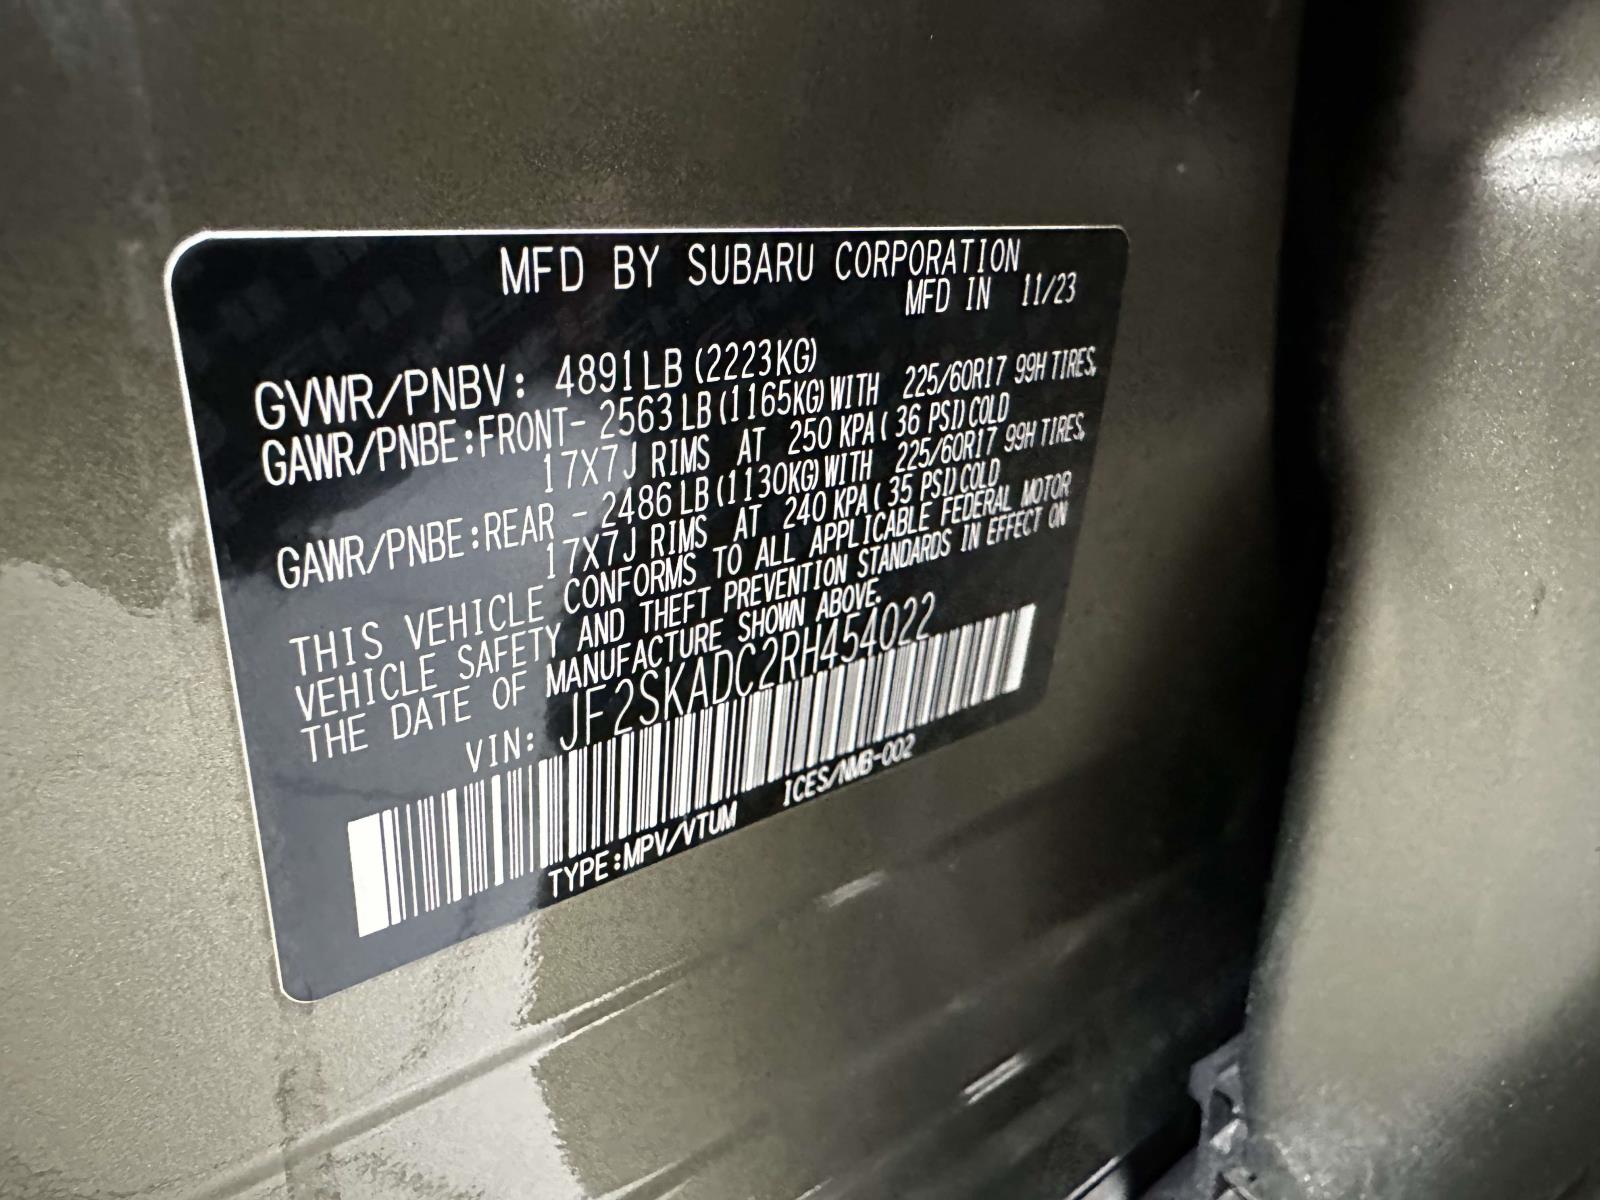 MFD BY SUBARU CORPORATION
MFD IN 11/23
GVWR/PNBV: 4891LB (2223KG)
GAWR/PNBE:FRONT- 2563 LB (1165KG) WITH 225/60R17 99H TIRES,
17X7J RIMS AT 250 KPA ( 36 PSI) COLD
GAWR/PNBE:REAR - 2486 LB (1130KG) WITH 225/60R17 99H TIRES,
17X7J RIMS AT 240 KPA ( 35 PSI) COLD
THIS VEHICLE CONFORMS TO ALL APPLICABLE FEDERAL MOTOR
VEHICLE SAFETY AND THEFT PREVENTION STANDARDS IN EFFECT ON
THE DATE OF MANUFACTURE SHOWN ABOVE.
VIN: JF2SKADC2RH454022
TYPE:MPV/VTUM ICES/NMB-002